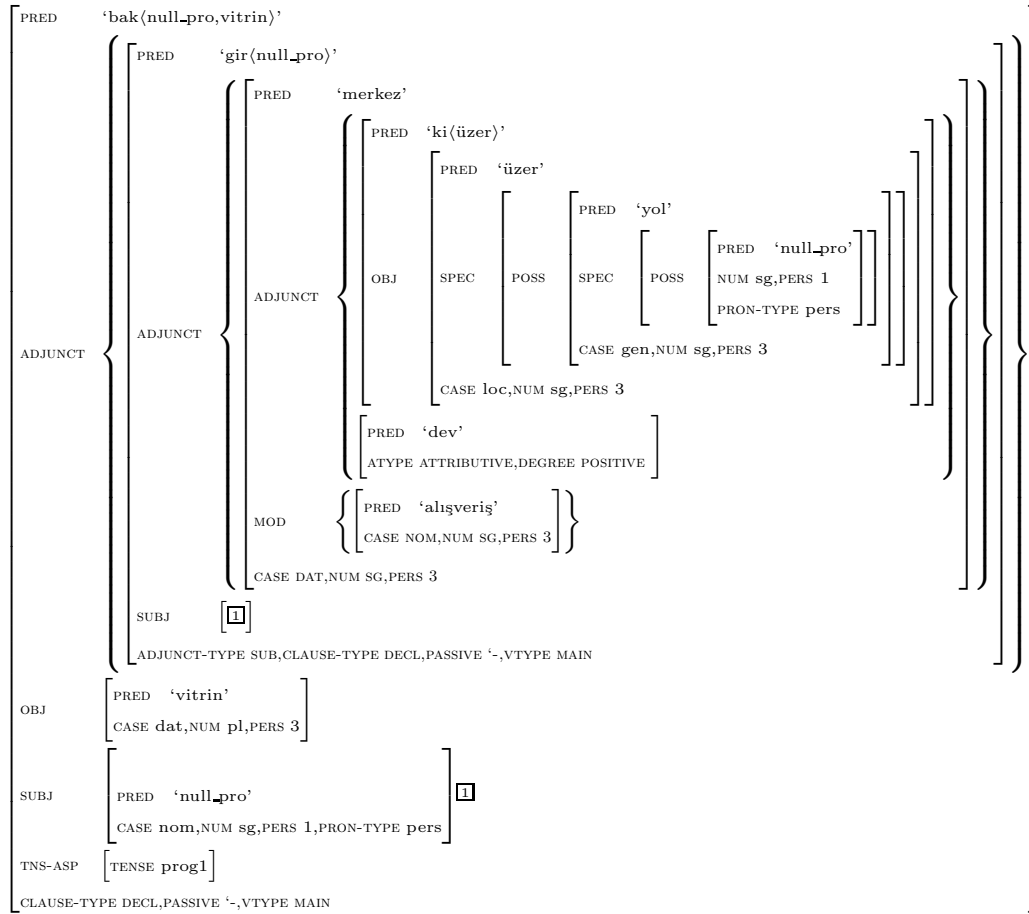 PRED ‘bak⟨null_pro,vitrin⟩’
PRED ‘gir⟨null_pro⟩’
PRED ‘merkez’
PRED ‘ki⟨üzer⟩’
PRED ‘üzer’
PRED ‘yol’
PRED ‘null_pro’
OBJ SPEC POSS SPEC POSS NUM sg,PERS 1
ADJUNCT PRON-TYPE pers
ADJUNCT CASE gen,NUM sg,PERS 3
ADJUNCT
CASE loc,NUM sg,PERS 3
PRED ‘dev’
ATYPE ATTRIBUTIVE,DEGREE POSITIVE
PRED ‘alışveriş’
MOD
CASE NOM,NUM SG,PERS 3
CASE DAT,NUM SG,PERS 3
SUBJ 1
ADJUNCT-TYPE SUB,CLAUSE-TYPE DECL,PASSIVE ‘-,VTYPE MAIN
PRED ‘vitrin’
OBJ
CASE dat,NUM pl,PERS 3
SUBJ PRED ‘null_pro’ 1
CASE nom,NUM sg,PERS 1,PRON-TYPE pers
TNS-ASP TENSE prog1
CLAUSE-TYPE DECL,PASSIVE ‘-,VTYPE MAIN